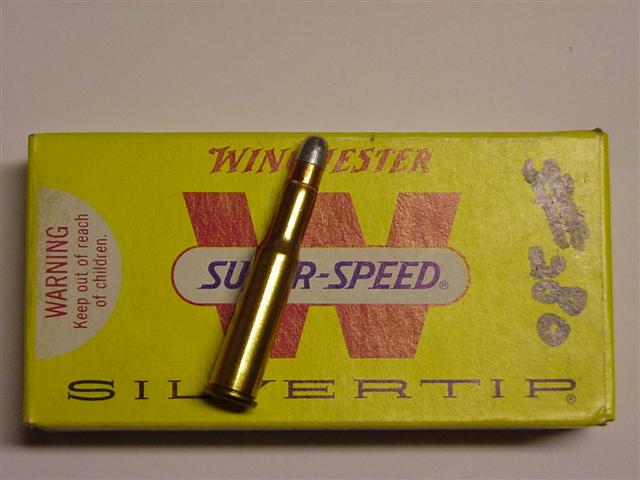 WINCHESTER
SUPER-SPEED®
SILVERTIP®
WARNING
Keep out of reach
of children.